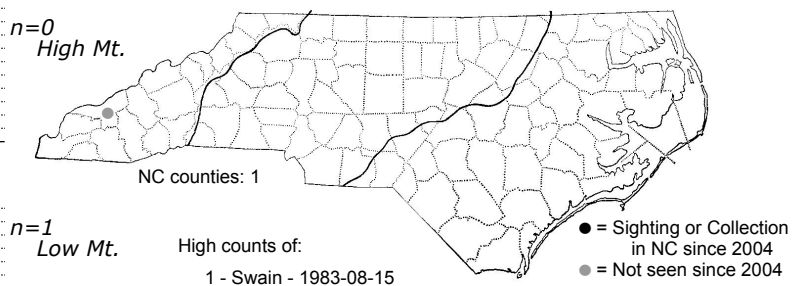 n=0
High Mt.
NC counties: 1
n=1
Low Mt.
High counts of:
1 - Swain - 1983-08-15
● = Sighting or Collection
in NC since 2004
● = Not seen since 2004